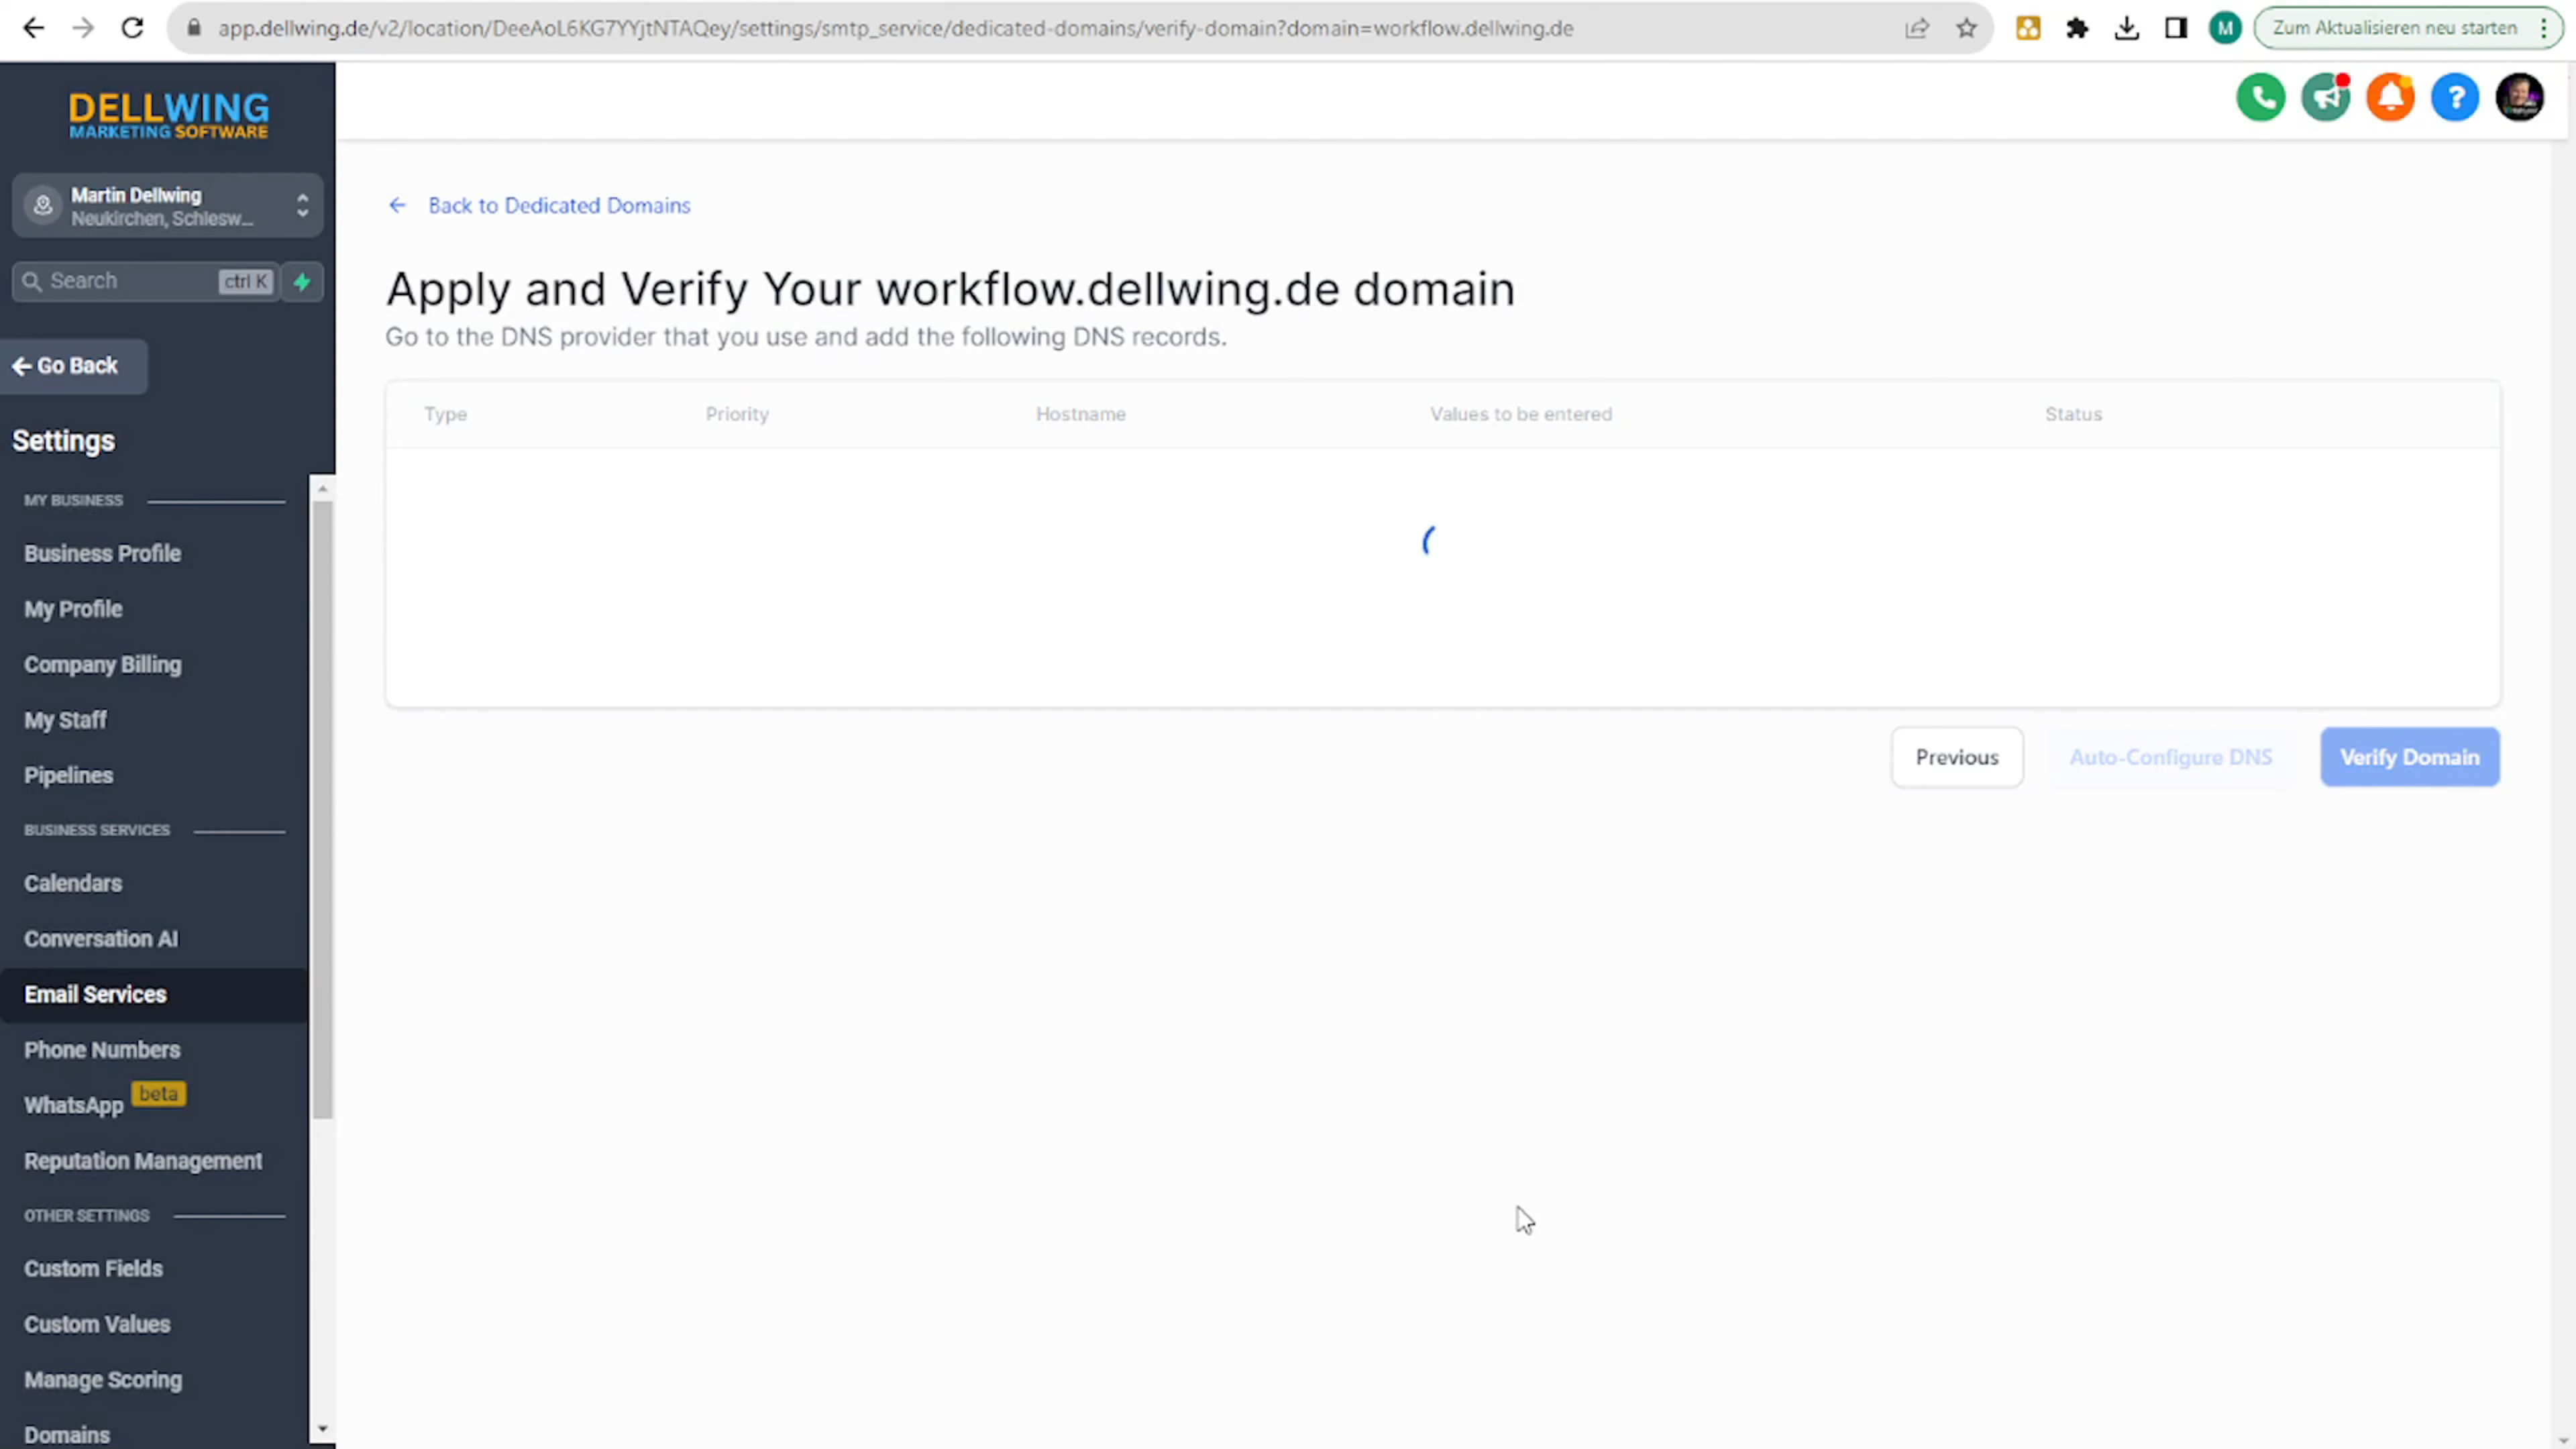 app.dellwing.de/v2/location/DeeAoL6KG7YYjtNTAQey/settings/smtp_service/dedicated-domains/verify-domain?domain=workflow.dellwing.de
M
Zum Aktualisieren neu starten
DELLWING
MARKETING SOFTWARE
Martin Dellwing
Neukirchen, Schlesw...
Search
ctrl K
Go Back
Settings
MY BUSINESS
Business Profile
My Profile
Company Billing
My Staff
Pipelines
BUSINESS SERVICES
Calendars
Conversation AI
Email Services
Phone Numbers
WhatsApp beta
Reputation Management
OTHER SETTINGS
Custom Fields
Custom Values
Manage Scoring
Domains
?
Back to Dedicated Domains
Apply and Verify Your workflow.dellwing.de domain
Go to the DNS provider that you use and add the following DNS records.
Type Priority Hostname Values to be entered Status
Previous Auto-Configure DNS Verify Domain